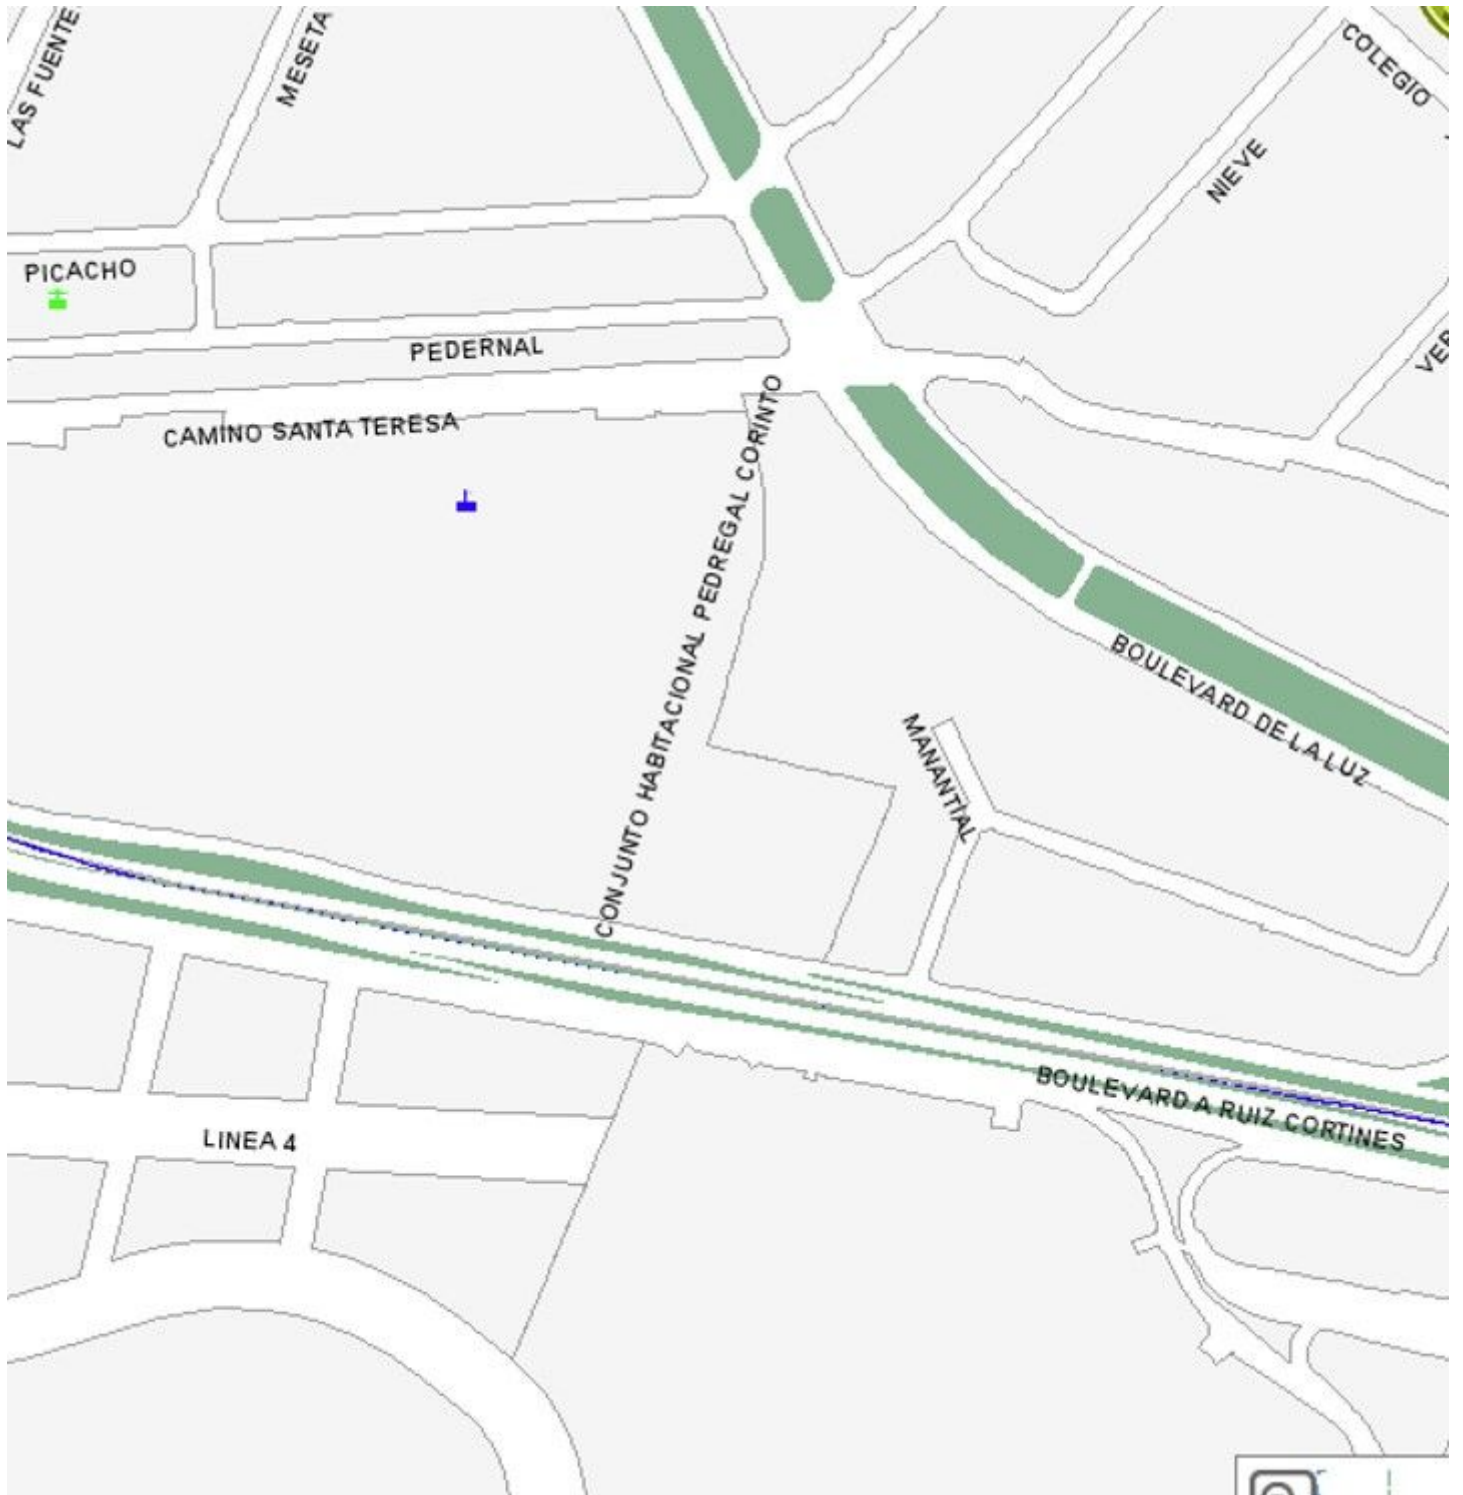 LAS FUENTE
MESETA
COLEGIO
NIEVE
PICACHO
PEDERNAL
CAMINO SANTA TERESA
CONJUNTO HABITACIONAL PEDREGAL CORINTO
BOULEVARD DE LA LUZ
MANANTIAL
BOULEVARD A RUIZ CORTINES
LINEA 4